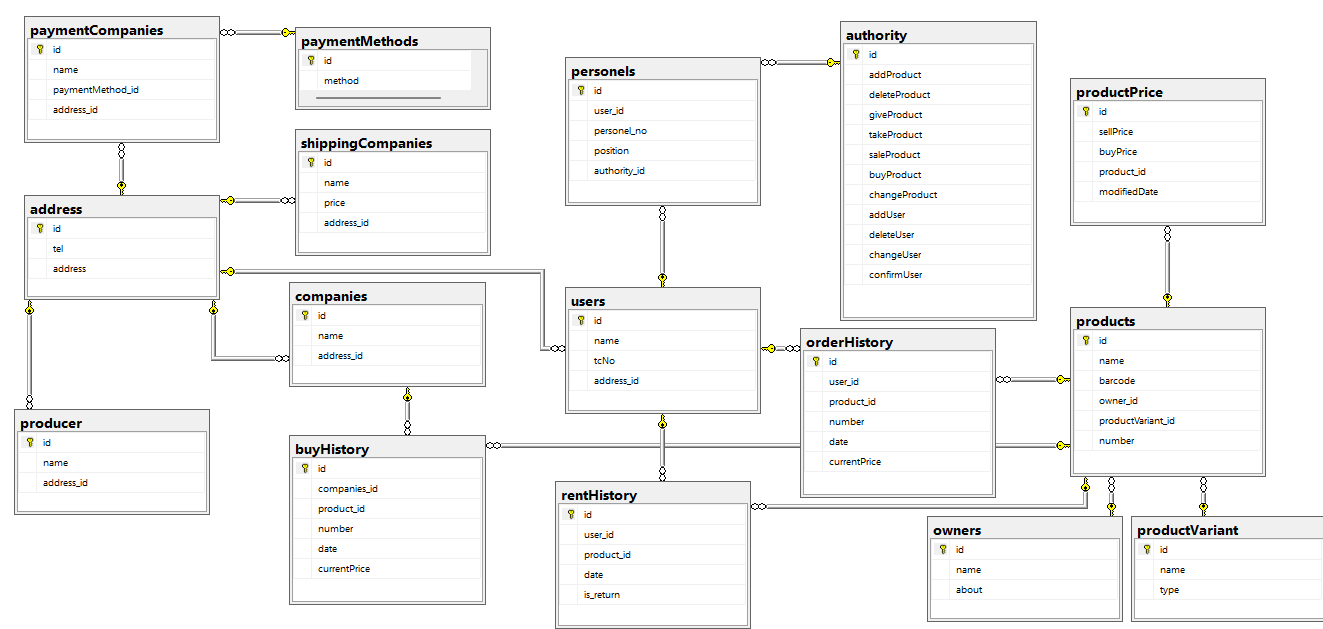 paymentCompanies
id
name
paymentMethod_id
address_id
paymentMethods
id
method
shippingCompanies
id
name
price
address_id
address
id
tel
address
companies
id
name
address_id
producer
id
name
address_id
buyHistory
id
companies_id
product_id
number
date
currentPrice
personels
id
user_id
personel_no
position
authority_id
users
id
name
tcNo
address_id
rentHistory
id
user_id
product_id
date
is_return
authority
id
addProduct
deleteProduct
giveProduct
takeProduct
saleProduct
buyProduct
changeProduct
addUser
deleteUser
changeUser
confirmUser
orderHistory
id
user_id
product_id
number
date
currentPrice
productPrice
id
sellPrice
buyPrice
product_id
modifiedDate
products
id
name
barcode
owner_id
productVariant_id
number
owners
id
name
about
productVariant
id
name
type